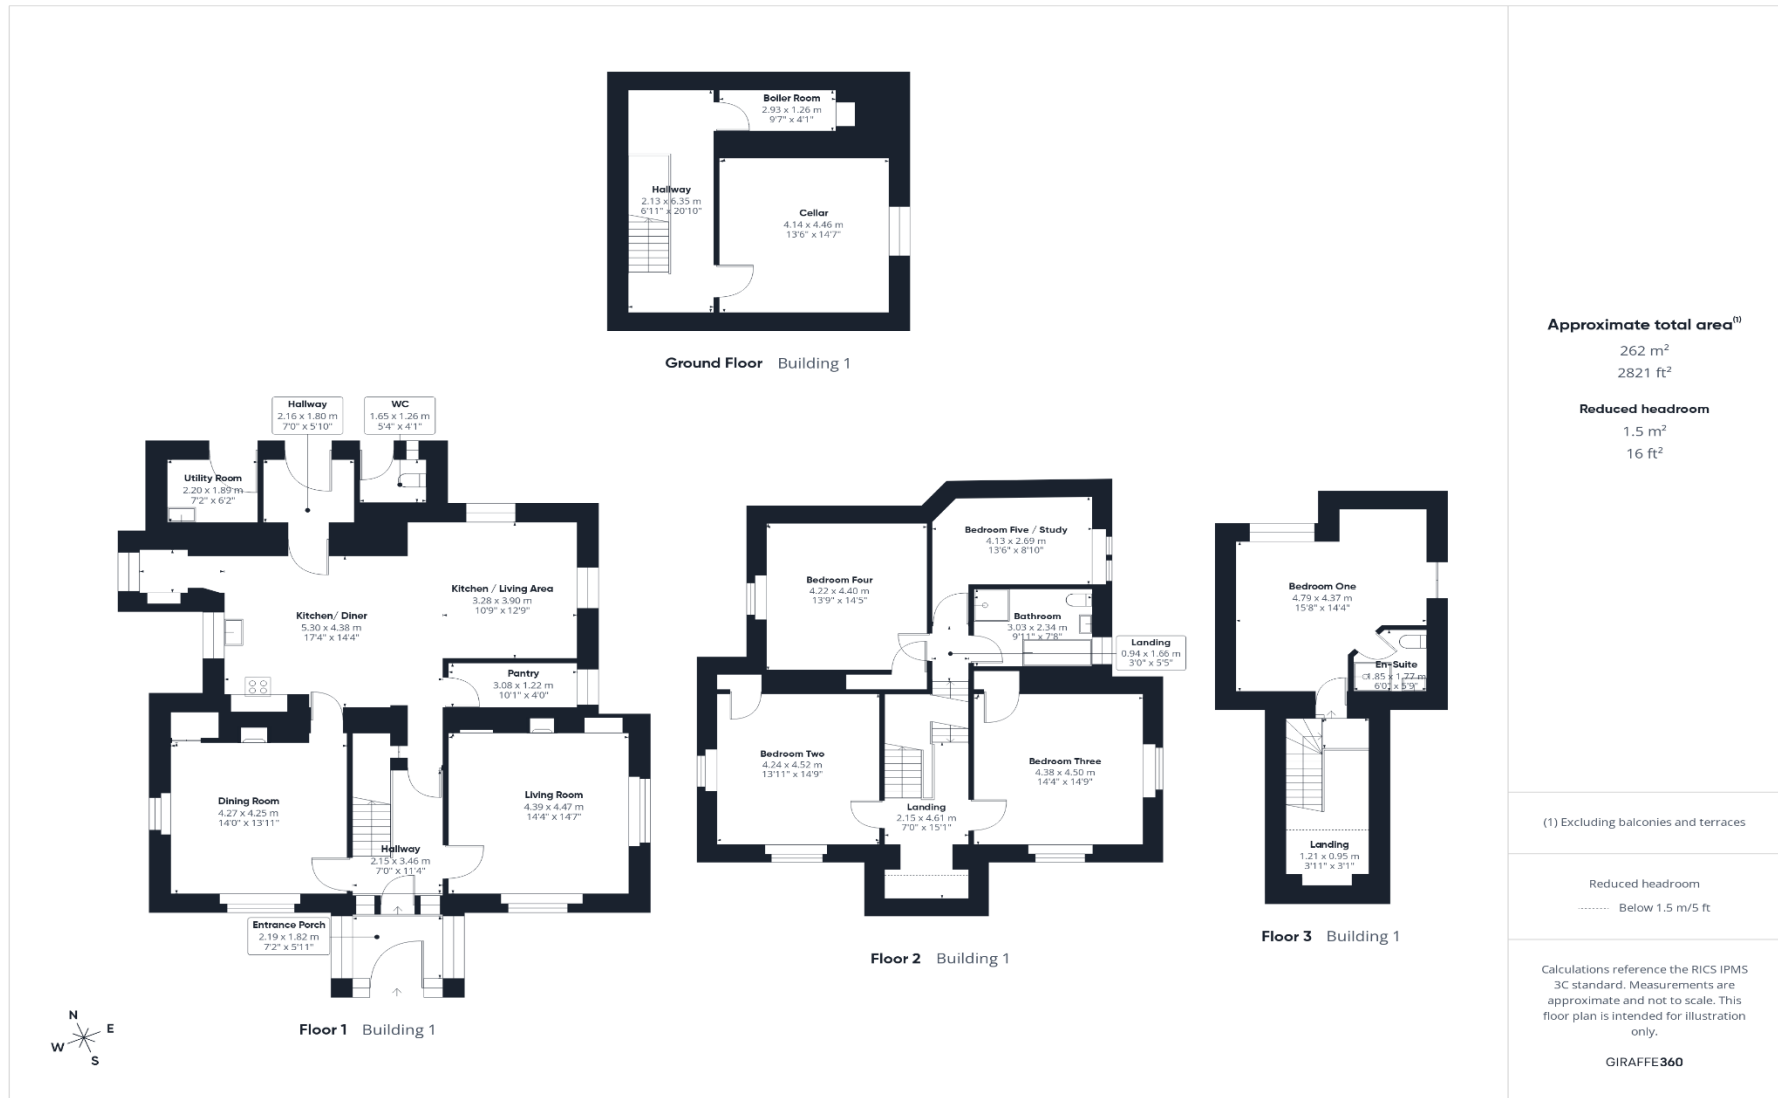 Boiler Room
2.93 x 1.26 m
9'7" x 4'1"
Hallway
2.13 x 6.35 m
6'11" x 20'10"
Cellar
4.14 x 4.46 m
13'6" x 14'7"
Ground Floor Building 1
Hallway
2.16 x 1.80 m
7'0" x 5'10"
WC
1.65 x 1.26 m
5'4" x 4'1"
Utility Room
2.20 x 1.89 m
7'2" x 6'2"
Kitchen / Living Area
3.28 x 3.90 m
10'9" x 12'9"
Kitchen/ Diner
5.30 x 4.38 m
17'4" x 14'4"
Pantry
3.08 x 1.22 m
10'1" x 4'0"
Dining Room
4.27 x 4.25 m
14'0" x 13'11"
Living Room
4.39 x 4.47 m
14'4" x 14'7"
Hallway
2.15 x 3.46 m
7'0" x 11'4"
Entrance Porch
2.19 x 1.82 m
7'2" x 5'11"
Floor 1 Building 1
N
E
W
S
Bedroom Five / Study
4.13 x 2.69 m
13'6" x 8'10"
Bedroom Four
4.22 x 4.40 m
13'9" x 14'5"
Bathroom
3.03 x 2.34 m
9'11" x 7'8"
Landing
0.94 x 1.66 m
3'0" x 5'5"
Bedroom Two
4.24 x 4.52 m
13'11" x 14'9"
Bedroom Three
4.38 x 4.50 m
14'4" x 14'9"
Landing
2.15 x 4.61 m
7'0" x 15'1"
Floor 2 Building 1
Bedroom One
4.79 x 4.37 m
15'8" x 14'4"
En-Suite
1.85 x 1.77 m
6'0" x 5'9"
Landing
1.21 x 0.95 m
3'11" x 3'1"
Floor 3 Building 1
Approximate total area(1)
262 m²
2821 ft²
Reduced headroom
1.5 m²
16 ft²
(1) Excluding balconies and terraces
Reduced headroom
Below 1.5 m/5 ft
Calculations reference the RICS IPMS
3C standard. Measurements are
approximate and not to scale. This
floor plan is intended for illustration
only.
GIRAFFE360